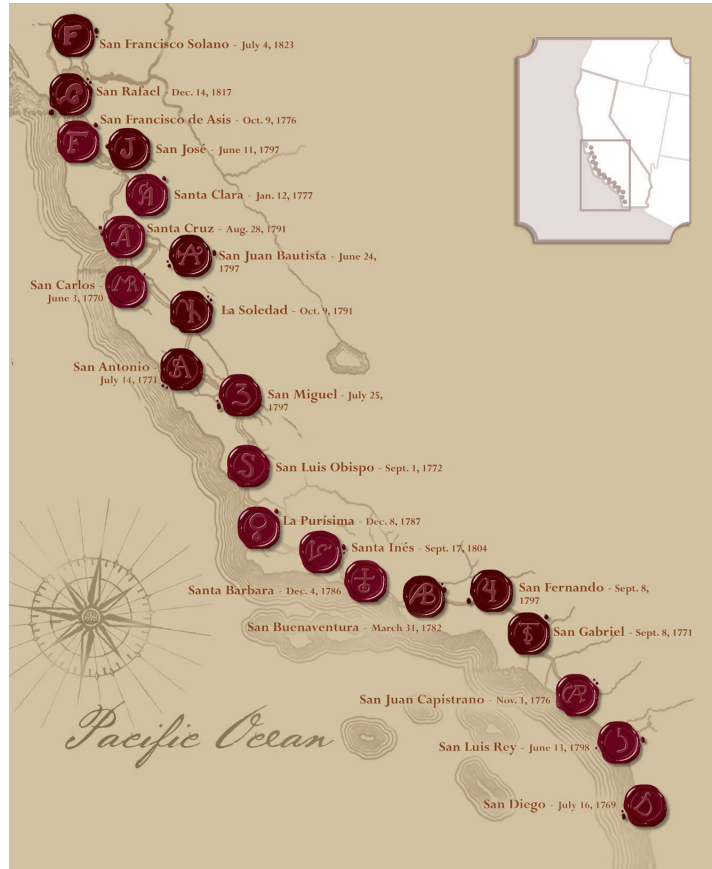 San Francisco Solano - July 4, 1823
San Rafael - Dec. 14, 1817
San Francisco de Asis - Oct. 9, 1776
San José - June 11, 1797
Santa Clara - Jan. 12, 1777
Santa Cruz - Aug. 28, 1791
San Juan Bautista - June 24,
1797
San Carlos -
June 3, 1770
La Soledad - Oct. 9, 1791
San Antonio -
July 14, 1771
San Miguel - July 25,
1797
San Luis Obispo - Sept. 1, 1772
La Purísima - Dec. 8, 1787
Santa Inés - Sept. 17, 1804
Santa Barbara - Dec. 4, 1786
San Fernando - Sept. 8,
1797
San Buenaventura - March 31, 1782
San Gabriel - Sept. 8, 1771
San Juan Capistrano - Nov. 1, 1776
Pacific Ocean
San Luis Rey - June 13, 1798
San Diego - July 16, 1769